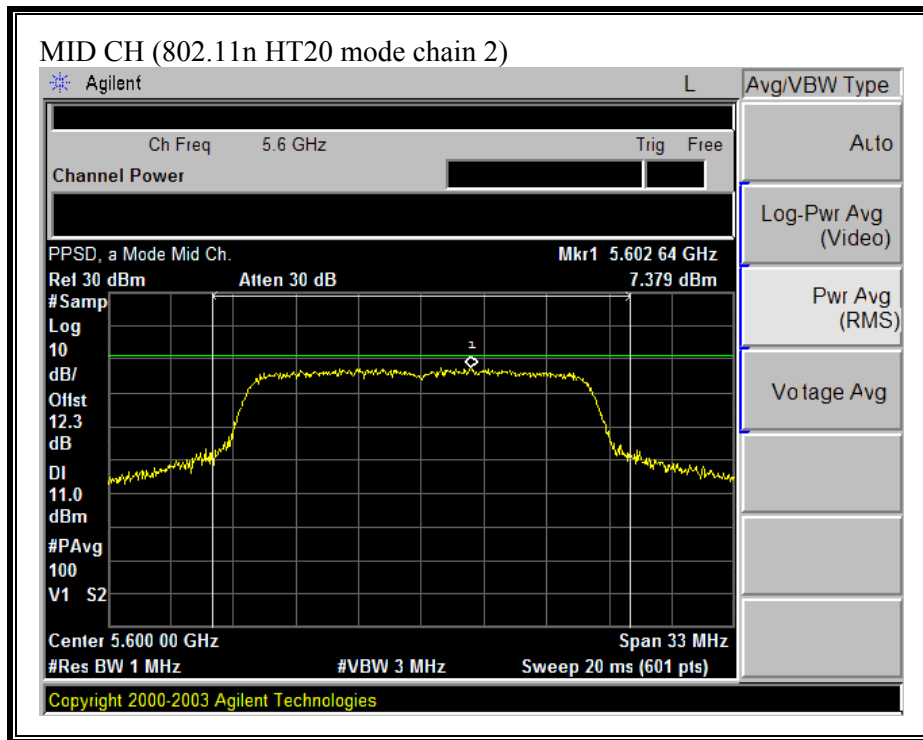 MID CH (802.11n HT20 mode chain 2)
Agilent L
Avg/VBW Type
Ch Freq 5.6 GHz Trig Free
Channel Power
PPSD, a Mode Mid Ch. Mkr1 5.602 64 GHz
Ref 30 dBm Atten 30 dB 7.379 dBm
#Samp
Log
10
dB/
Offst
12.3
dB
DI
11.0
dBm
#PAvg
100
V1 S2
1
Center 5.600 00 GHz Span 33 MHz
#Res BW 1 MHz #VBW 3 MHz Sweep 20 ms (601 pts)
Copyright 2000-2003 Agilent Technologies
Auto
Log-Pwr Avg
(Video)
Pwr Avg
(RMS)
Votage Avg